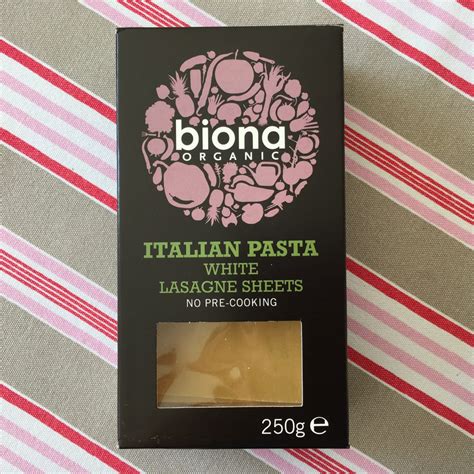 biona
ORGANIC
ITALIAN PASTA
WHITE
LASAGNE SHEETS
NO PRE-COOKING
250g ℮